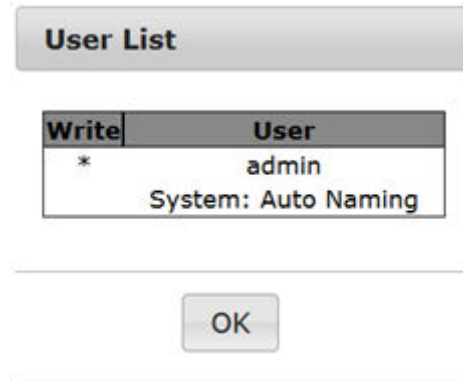 User List
Write User
* admin
System: Auto Naming
OK